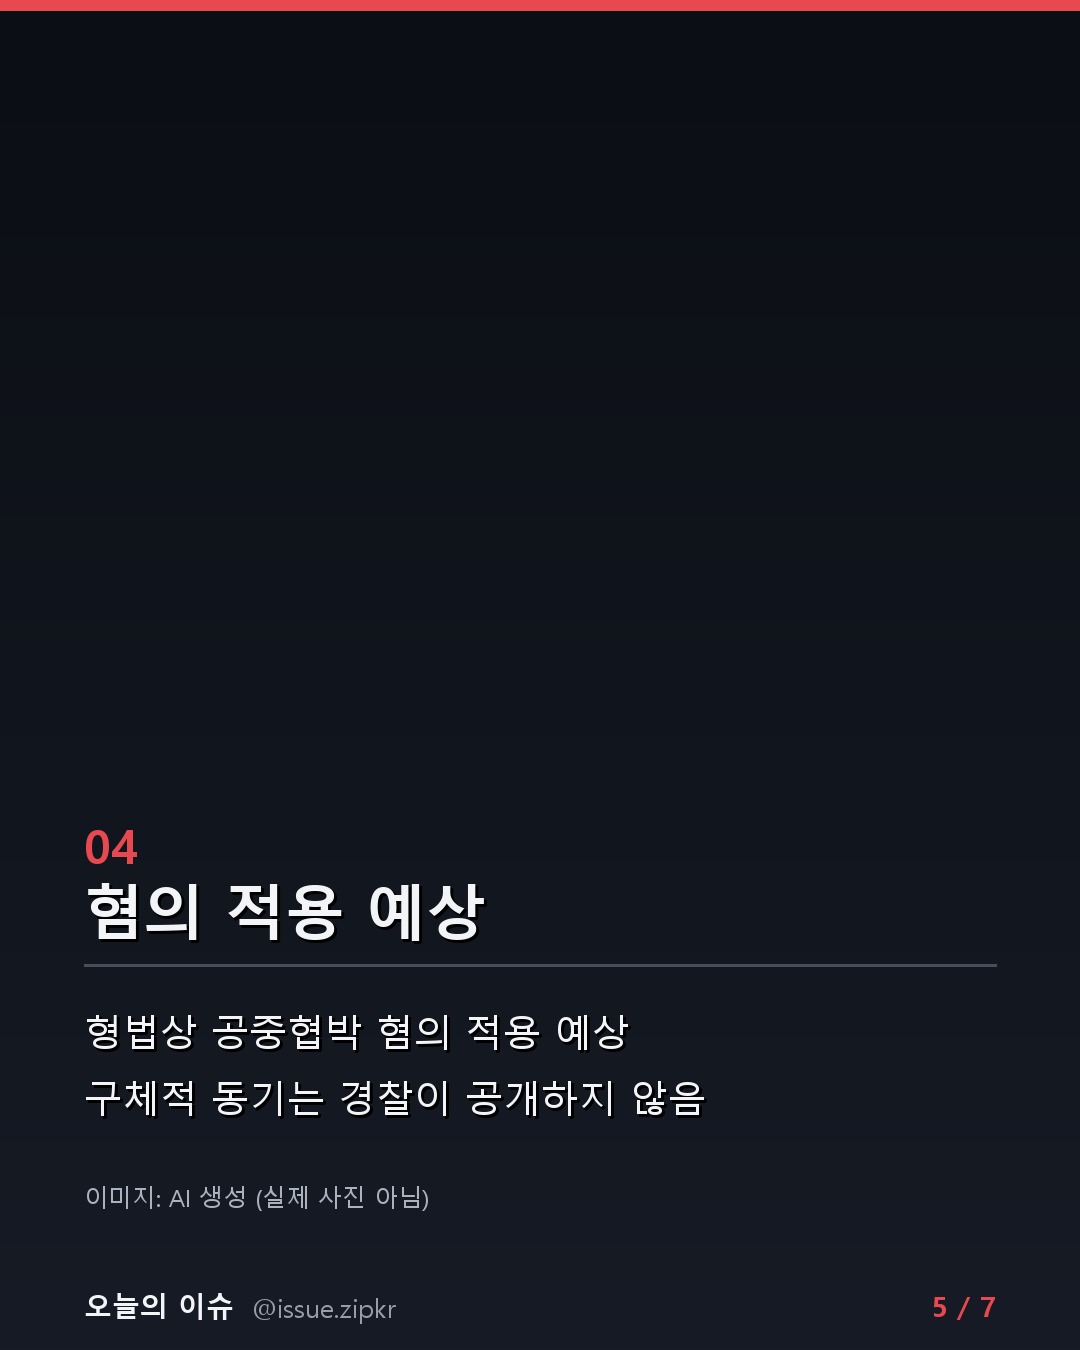 04
혐의 적용 예상
형법상 공중협박 혐의 적용 예상
구체적 동기는 경찰이 공개하지 않음
이미지: AI 생성 (실제 사진 아님)
오늘의 이슈 @issue.zipkr
5 / 7